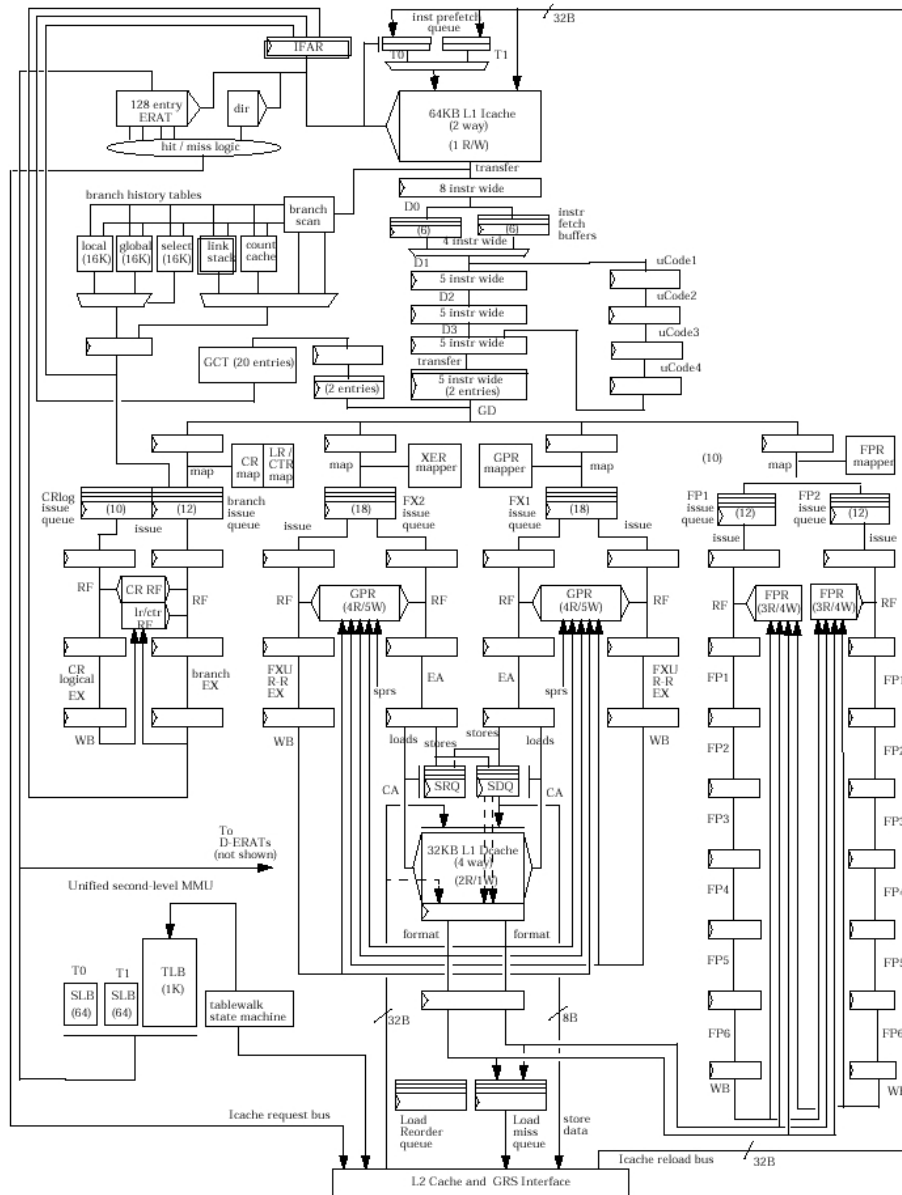 32B
inst prefetch
queue
IFAR
T0
T1
128 entry
ERAT
dir
64KB L1 Icache
(2 way)
(1 R/W)
hit / miss logic
transfer
8 instr wide
branch history tables
branch
scan
D0
(6)
(6)
instr
fetch
buffers
4 instr wide
local
(16K)
global
(16K)
select
(16K)
link
stack
count
cache
D1
uCode1
5 instr wide
D2
uCode2
5 instr wide
D3
uCode3
5 instr wide
GCT (20 entries)
transfer
uCode4
(2 entries)
5 instr wide
(2 entries)
GD
map
CR
map
LR /
CTR
map
map
XER
mapper
GPR
mapper
map
(10)
map
FPR
mapper
CRlog
issue
queue
(10)
(12)
branch
issue
queue
(18)
FX2
issue
queue
FX1
issue
queue
(18)
FP1
issue
queue
(12)
FP2
issue
queue
(12)
issue
issue
issue
issue
issue
issue
issue
RF
CR RF
lr/ctr
RF
RF
RF
GPR
(4R/5W)
RF
RF
GPR
(4R/5W)
RF
RF
FPR
(3R/4W)
FPR
(3R/4W)
RF
CR
logical
EX
branch
EX
FXU
R-R
EX
sprs
EA
EA
sprs
FXU
R-R
EX
FP1
FP1
WB
WB
loads
stores
stores
loads
WB
FP2
FP2
CA
SRQ
SDQ
CA
FP3
FP3
To
D-ERATs
(not shown)
32KB L1 Dcache
(4 way)
(2R/1W)
Unified second-level MMU
FP4
FP4
format
format
T0
T1
TLB
(1K)
SLB
(64)
SLB
(64)
tablewalk
state machine
FP5
FP5
32B
8B
FP6
FP6
WB
WB
Icache request bus
Load
Reorder
queue
Load
miss
queue
store
data
Icache reload bus
32B
L2 Cache and GRS Interface